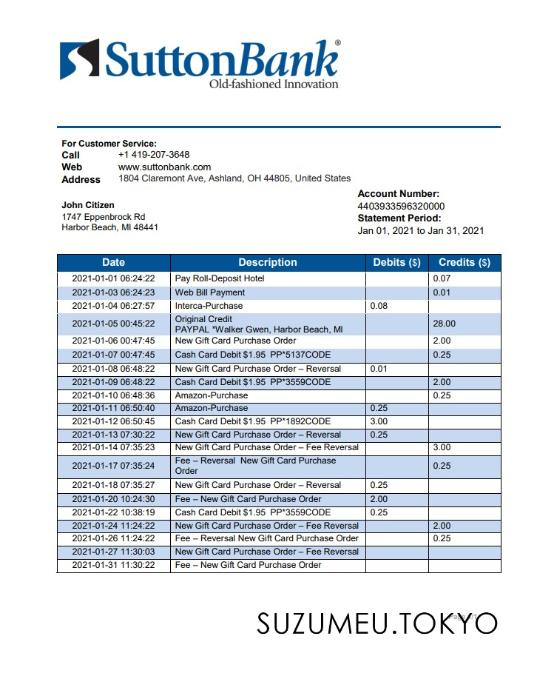 SuttonBank®
Old-fashioned Innovation
For Customer Service:
Call +1 419-207-3648
Web www.suttonbank.com
Address 1804 Claremont Ave, Ashland, OH 44805, United States
Account Number:
4403933596320000
Statement Period:
Jan 01, 2021 to Jan 31, 2021
John Citizen
1747 Eppenbrock Rd
Harbor Beach, MI 48441
Date Description Debits ($) Credits ($)
2021-01-01 06:24:22 Pay Roll-Deposit Hotel 0.07
2021-01-03 06:24:23 Web Bill Payment 0.01
2021-01-04 06:27:57 Interca-Purchase 0.08
2021-01-05 00:45:22 Original Credit
PAYPAL *Walker Gwen, Harbor Beach, MI 28.00
2021-01-06 00:47:45 New Gift Card Purchase Order 2.00
2021-01-07 00:47:45 Cash Card Debit $1.95 PP*5137CODE 0.25
2021-01-08 06:48:22 New Gift Card Purchase Order – Reversal 0.01
2021-01-09 06:48:22 Cash Card Debit $1.95 PP*3559CODE 2.00
2021-01-10 06:48:36 Amazon-Purchase 0.25
2021-01-11 06:50:40 Amazon-Purchase 0.25
2021-01-12 06:50:45 Cash Card Debit $1.95 PP*1892CODE 3.00
2021-01-13 07:30:22 New Gift Card Purchase Order – Reversal 0.25
2021-01-14 07:35:23 New Gift Card Purchase Order – Fee Reversal 3.00
2021-01-17 07:35:24 Fee – Reversal New Gift Card Purchase
Order 0.25
2021-01-18 07:35:27 New Gift Card Purchase Order – Reversal 0.25
2021-01-20 10:24:30 Fee – New Gift Card Purchase Order 2.00
2021-01-22 10:38:19 Cash Card Debit $1.95 PP*3559CODE 0.25
2021-01-24 11:24:22 New Gift Card Purchase Order – Fee Reversal 2.00
2021-01-26 11:24:22 Fee – Reversal New Gift Card Purchase Order 0.25
2021-01-27 11:30:03 New Gift Card Purchase Order – Fee Reversal
2021-01-31 11:30:22 Fee – New Gift Card Purchase Order
SUZUMEU.TOKYO